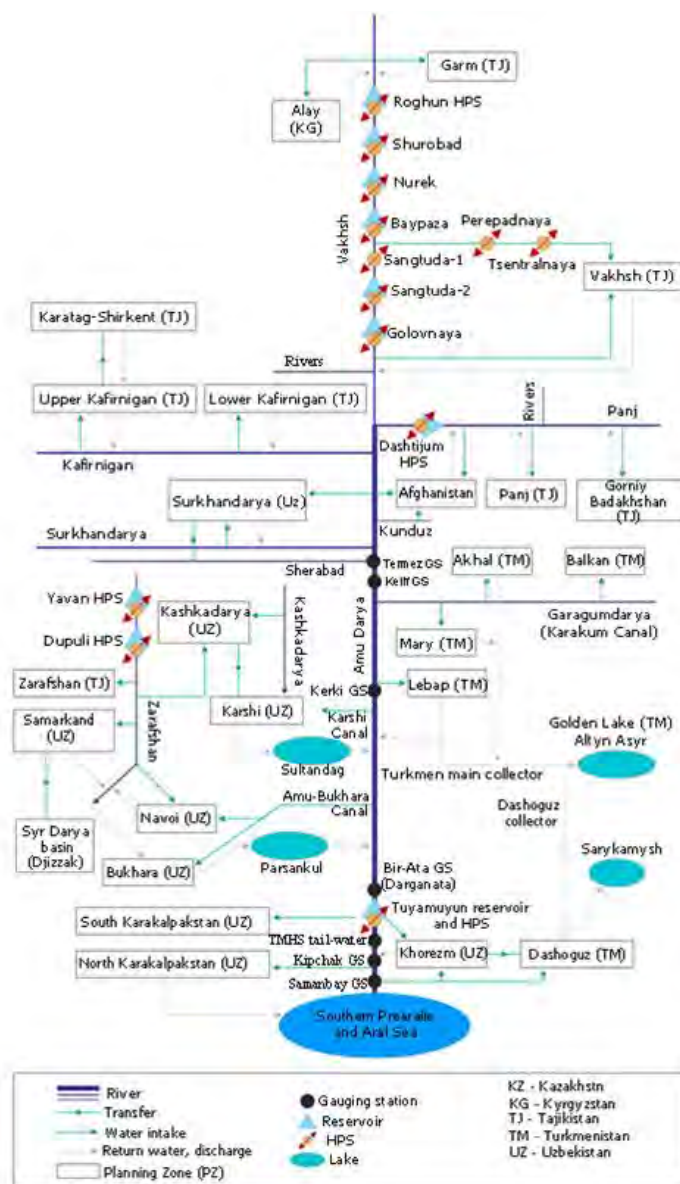 Garm (TJ)
Alay
(KG)
Roghun HPS
Shurobad
Nurek
Vakhsh
Baypaza
Perepadnaya
Sangtuda-1
Tsentralnaya
Vakhsh (TJ)
Sangtuda-2
Karatag-Shirkent (TJ)
Golovnaya
Rivers
Upper Kafirnigan (TJ)
Lower Kafirnigan (TJ)
Rivers
Panj
Kafirnigan
Dashtijum
HPS
Surkhandarya (Uz)
Afghanistan
Panj (TJ)
Gorniy
Badakhshan
(TJ)
Surkhandarya
Kunduz
Sherabad
Termez GS
Kelif GS
Akhal (TM)
Balkan (TM)
Yavan HPS
Kashkadarya
(UZ)
Kashkadarya
Amu Darya
Garagumdarya
(Karakum Canal)
Dupuli HPS
Mary (TM)
Zarafshan (TJ)
Zarafshan
Karshi (UZ)
Kerki GS
Lebap (TM)
Samarkand
(UZ)
Karshi
Canal
Golden Lake (TM)
Altyn Asyr
Sultandag
Turkmen main collector
Amu-Bukhara
Canal
Dashoguz
collector
Syr Darya
basin
(Djizzak)
Navoi (UZ)
Bukhara (UZ)
Parsankul
Sarykamysh
Bir-Ata GS
(Darganata)
South Karakalpakstan (UZ)
Tuyamuyun reservoir
and HPS
TMHS tail-water
Khorezm (UZ)
Dashoguz (TM)
North Karakalpakstan (UZ)
Kipchak GS
Samanbay GS
Southern Prearalie
and Aral Sea
River
Transfer
Water intake
Return water, discharge
Planning Zone (PZ)
Gauging station
Reservoir
HPS
Lake
KZ - Kazakhstn
KG - Kyrgyzstan
TJ - Tajikistan
TM - Turkmenistan
UZ - Uzbekistan